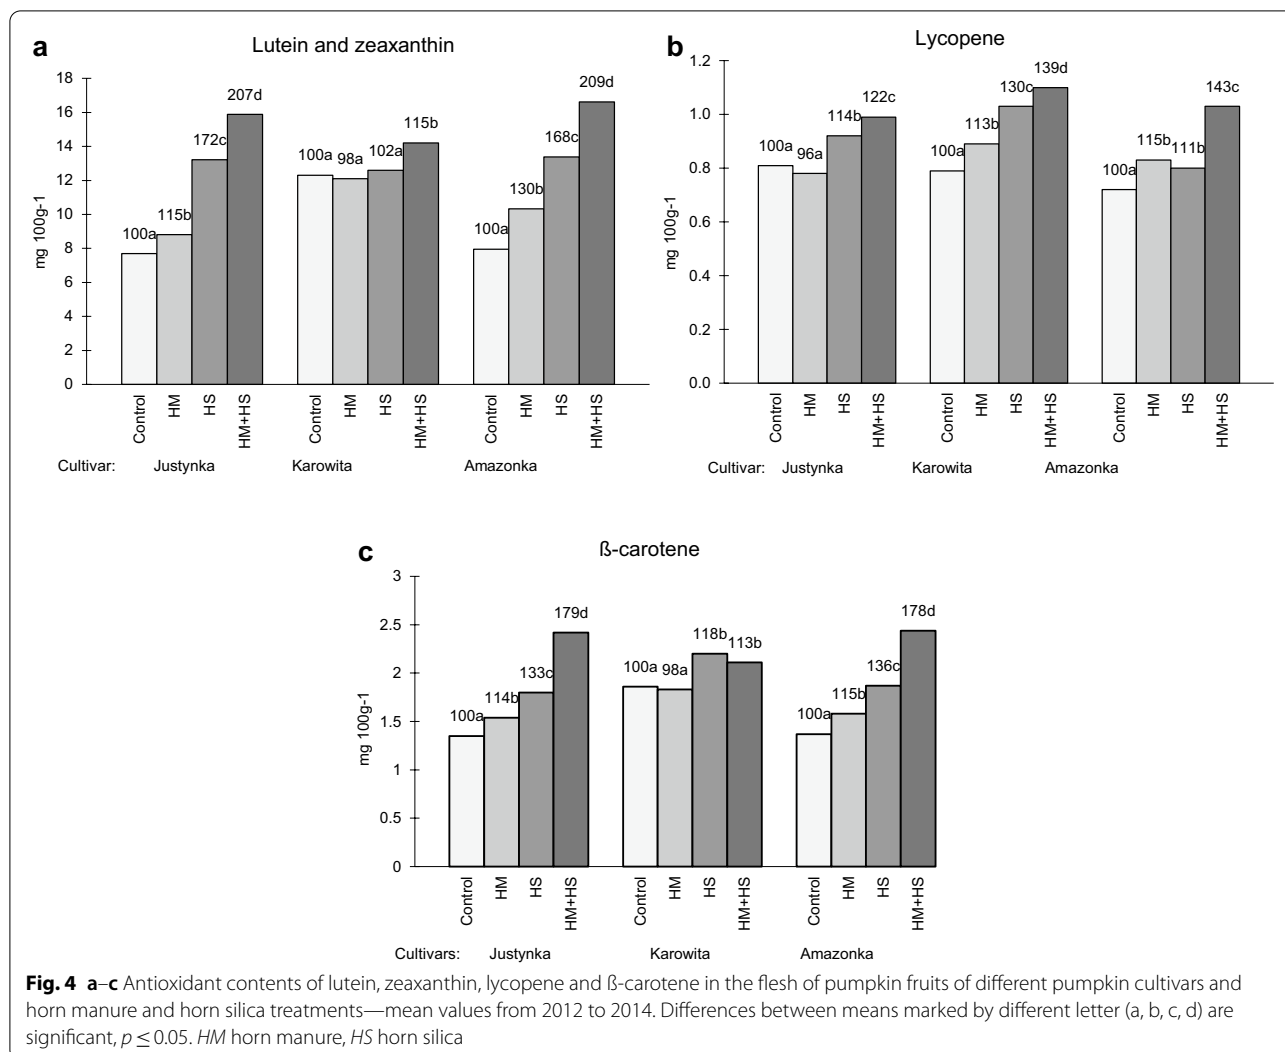 a
Lutein and zeaxanthin
mg 100g-1
18
16
14
12
10
8
6
4
2
0
100a
115b
172c
207d
100a
98a
102a
115b
100a
130b
168c
209d
Control
HM
HS
HM+HS
Control
HM
HS
HM+HS
Control
HM
HS
HM+HS
Cultivar: Justynka Karowita Amazonka
b
Lycopene
mg 100g-1
1.2
1.0
0.8
0.6
0.4
0.2
0.0
100a
96a
114b
122c
100a
113b
130c
139d
100a
115b
111b
143c
Control
HM
HS
HM+HS
Control
HM
HS
HM+HS
Control
HM
HS
HM+HS
Cultivar: Justynka Karowita Amazonka
c
ß-carotene
mg 100g-1
3
2.5
2
1.5
1
0.5
0
100a
114b
133c
179d
100a
98a
118b
113b
100a
115b
136c
178d
Control
HM
HS
HM+HS
Control
HM
HS
HM+HS
Control
HM
HS
HM+HS
Cultivars: Justynka Karowita Amazonka
Fig. 4 a–c Antioxidant contents of lutein, zeaxanthin, lycopene and ß-carotene in the flesh of pumpkin fruits of different pumpkin cultivars and
horn manure and horn silica treatments—mean values from 2012 to 2014. Differences between means marked by different letter (a, b, c, d) are
significant, p ≤ 0.05. HM horn manure, HS horn silica